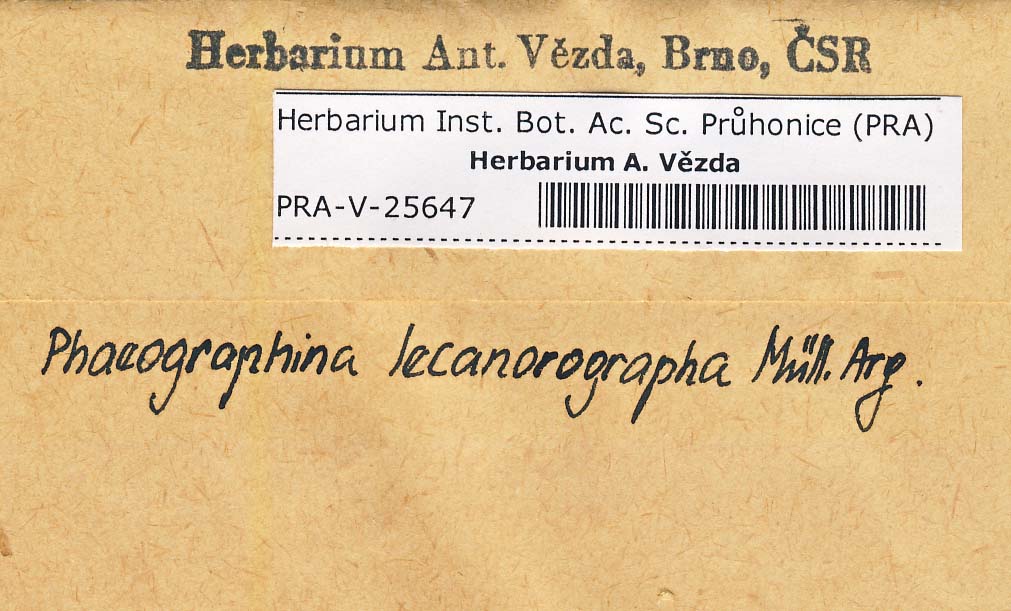 Herbarium Ant. Vězda, Brno, ČSR
Herbarium Inst. Bot. Ac. Sc. Průhonice (PRA)
Herbarium A. Vězda
PRA-V-25647
Phaeographina lecanorographa Müll. Arg.